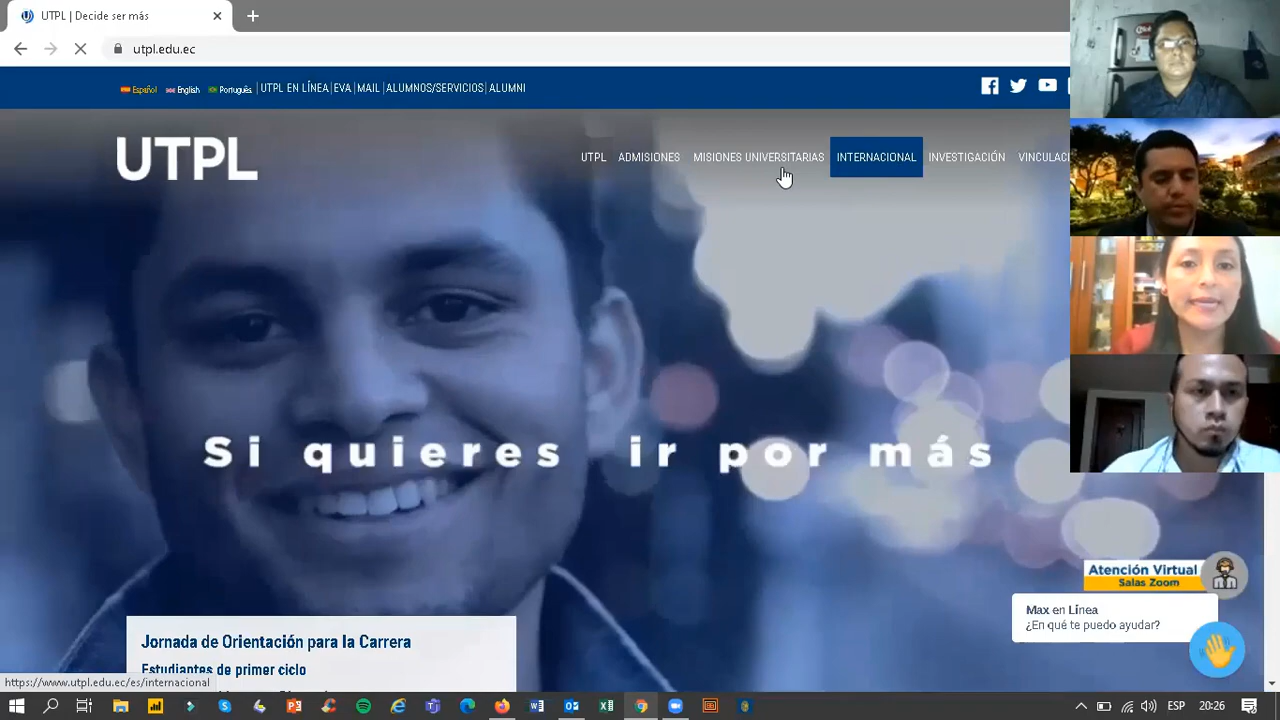 UTPL | Decide ser más
utpl.edu.ec
Español English Português | UTPL EN LÍNEA | EVA | MAIL | ALUMNOS/SERVICIOS | ALUMNI
UTPL
UTPL ADMISIONES MISIONES UNIVERSITARIAS INTERNACIONAL INVESTIGACIÓN VINCULACI
Si quieres ir por más
Atención Virtual
Salas Zoom
Max en Línea
¿En qué te puedo ayudar?
Jornada de Orientación para la Carrera
Estudiantes de primer ciclo
https://www.utpl.edu.ec/es/internacional
ESP 20:26